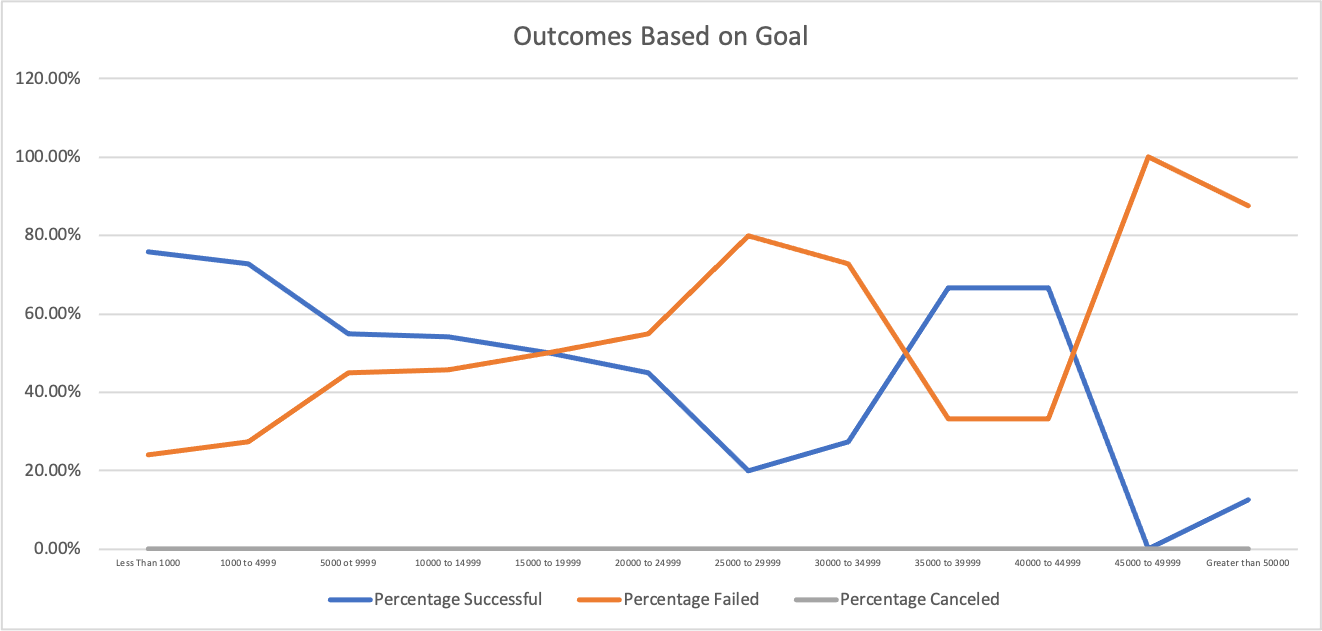 Outcomes Based on Goal
120.00%
100.00%
80.00%
60.00%
40.00%
20.00%
0.00%
Less Than 1000 1000 to 4999 5000 ot 9999 10000 to 14999 15000 to 19999 20000 to 24999 25000 to 29999 30000 to 34999 35000 to 39999 40000 to 44999 45000 to 49999 Greater than 50000
Percentage Successful Percentage Failed Percentage Canceled